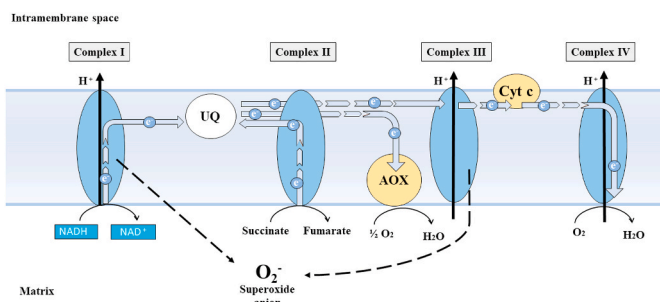 Intramembrane space
Complex I
Complex II
Complex III
Complex IV
H⁺
H⁺
H⁺
Cyt c
e⁻
e⁻
e⁻
e⁻
e⁻
UQ
e⁻
e⁻
e⁻
AOX
e⁻
e⁻
e⁻
NADH
NAD⁺
Succinate
Fumarate
½ O₂
H₂O
O₂
H₂O
O₂⁻
Superoxide
anion
Matrix